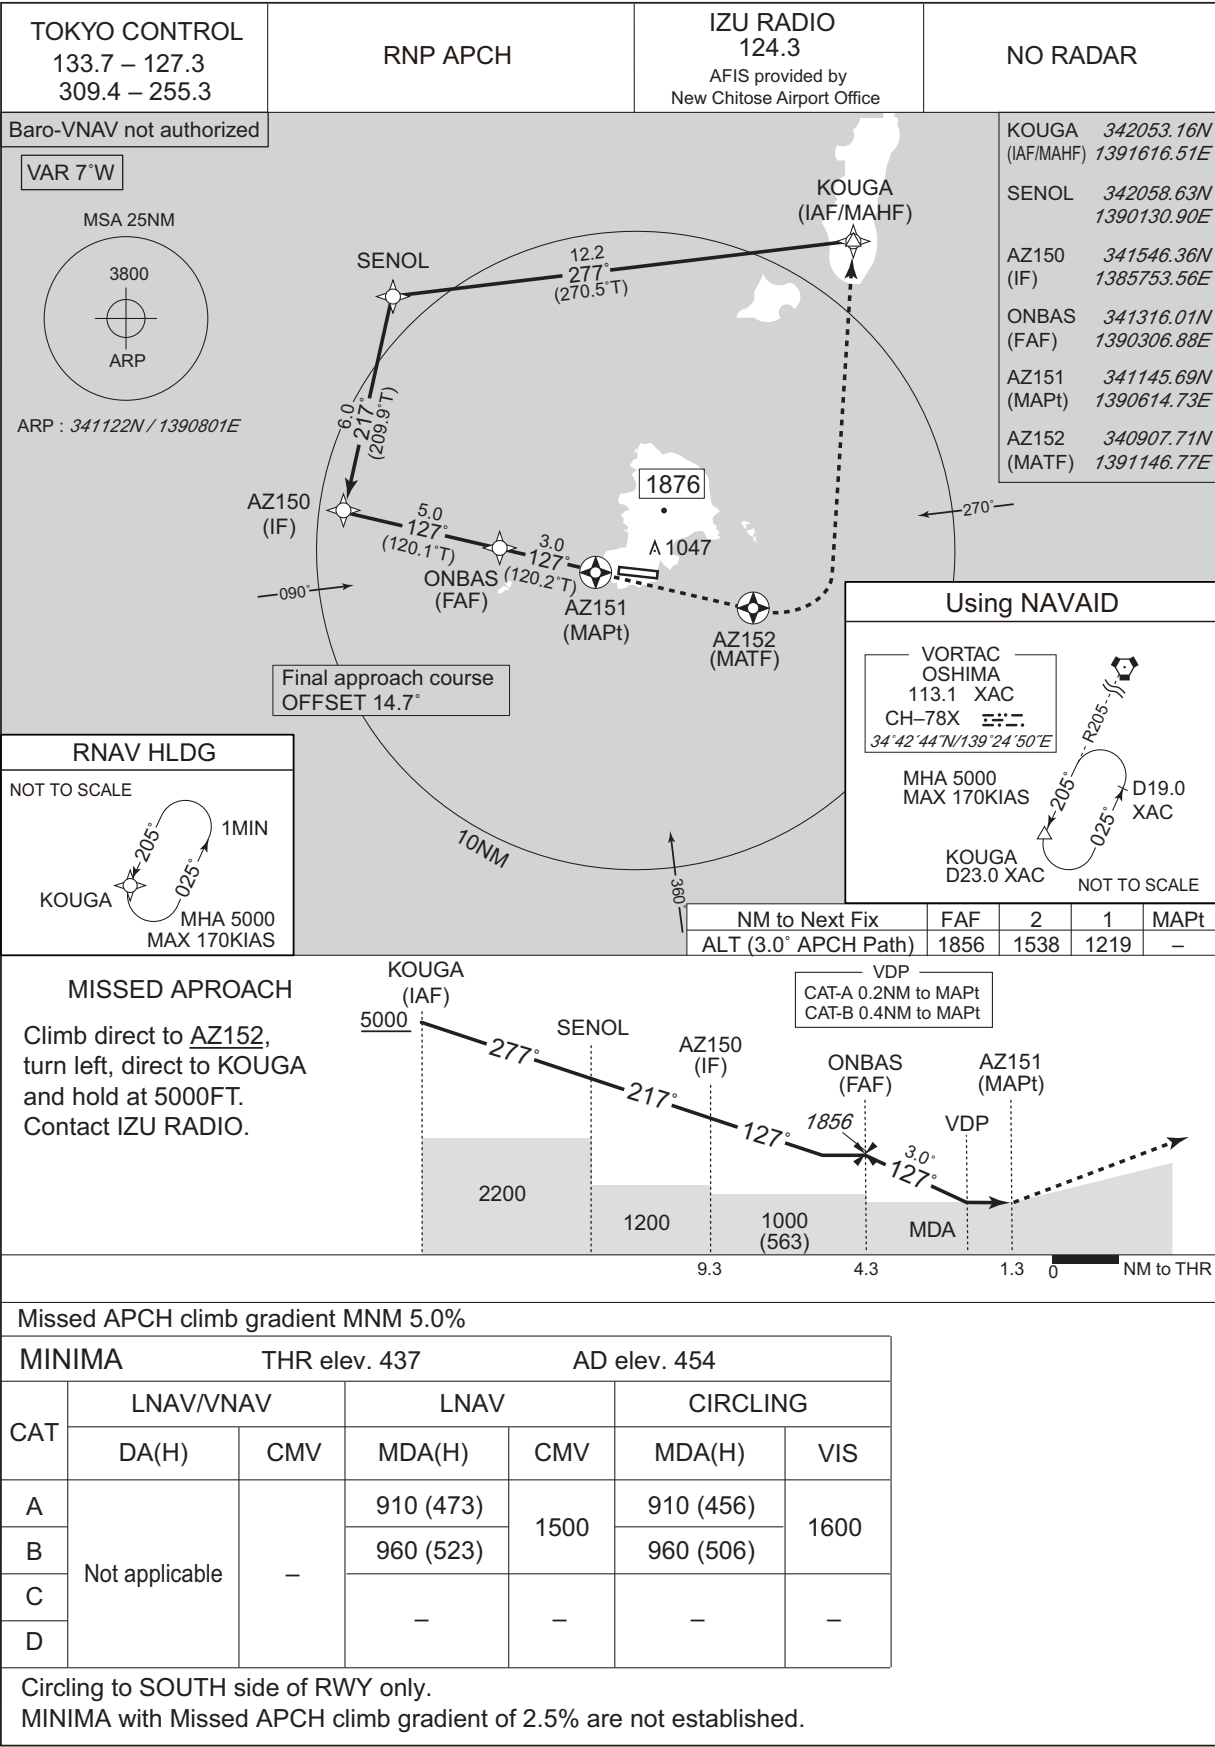 TOKYO CONTROL
133.7 – 127.3
309.4 – 255.3
RNP APCH
IZU RADIO
124.3
AFIS provided by
New Chitose Airport Office
NO RADAR
Baro-VNAV not authorized
VAR 7˚W
MSA 25NM
3800
ARP
ARP : 341122N / 1390801E
KOUGA 342053.16N
(IAF/MAHF) 1391616.51E
SENOL 342058.63N
1390130.90E
AZ150 341546.36N
(IF) 1385753.56E
ONBAS 341316.01N
(FAF) 1390306.88E
AZ151 341145.69N
(MAPt) 1390614.73E
AZ152 340907.71N
(MATF) 1391146.77E
KOUGA
(IAF/MAHF)
12.2
277˚
(270.5˚T)
SENOL
6.0
217˚
(209.9˚T)
AZ150
(IF)
5.0
127˚
(120.1˚T)
ONBAS
(FAF)
3.0
127˚
(120.2˚T)
AZ151
(MAPt)
1876
1047
AZ152
(MATF)
270˚
090˚
360˚
10NM
Final approach course
OFFSET 14.7˚
RNAV HLDG
NOT TO SCALE
205˚
025˚
1MIN
KOUGA
MHA 5000
MAX 170KIAS
Using NAVAID
VORTAC
OSHIMA
113.1 XAC
CH–78X
34˚42´44˝N/139˚24´50˝E
R205
MHA 5000
MAX 170KIAS
205˚
025˚
D19.0
XAC
KOUGA
D23.0 XAC
NOT TO SCALE
NM to Next Fix FAF 2 1 MAPt
ALT (3.0˚ APCH Path) 1856 1538 1219 –
MISSED APROACH
Climb direct to AZ152,
turn left, direct to KOUGA
and hold at 5000FT.
Contact IZU RADIO.
KOUGA
(IAF)
5000
277˚
SENOL
217˚
AZ150
(IF)
127˚
VDP
CAT-A 0.2NM to MAPt
CAT-B 0.4NM to MAPt
ONBAS
(FAF)
1856
3.0˚
127˚
VDP
AZ151
(MAPt)
2200
1200
1000
(563)
MDA
9.3 4.3 1.3 0 NM to THR
Missed APCH climb gradient MNM 5.0%
MINIMA THR elev. 437 AD elev. 454
CAT LNAV/VNAV LNAV CIRCLING
DA(H) CMV MDA(H) CMV MDA(H) VIS
A Not applicable – 910 (473) 1500 910 (456) 1600
B 960 (523) 960 (506)
C – – – –
D
Circling to SOUTH side of RWY only.
MINIMA with Missed APCH climb gradient of 2.5% are not established.